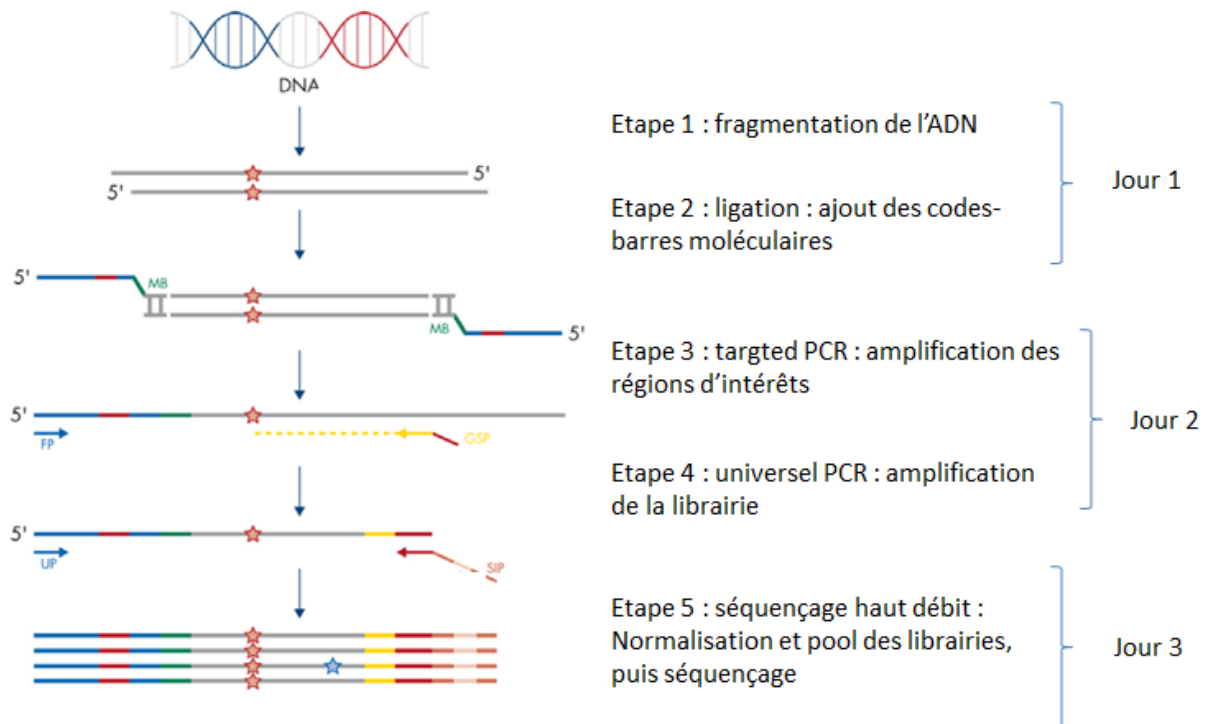 DNA
Etape 1 : fragmentation de l'ADN
5'
5'
Jour 1
Etape 2 : ligation : ajout des codes-
barres moléculaires
5'
MB
MB
5'
Etape 3 : targted PCR : amplification des
régions d'intérêts
5'
FP
GSP
Jour 2
Etape 4 : universel PCR : amplification
de la librairie
5'
UP
SIP
Etape 5 : séquençage haut débit :
Normalisation et pool des librairies,
puis séquençage
Jour 3